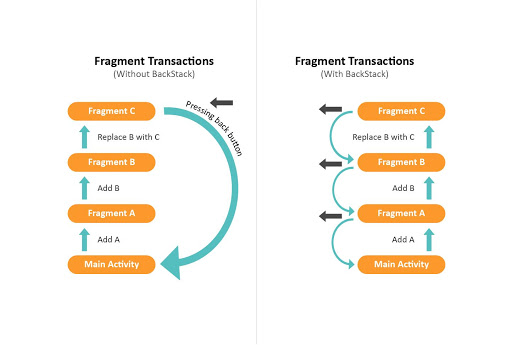 Fragment Transactions
(Without BackStack)
Pressing back button
Fragment C
Replace B with C
Fragment B
Add B
Fragment A
Add A
Main Activity
Fragment Transactions
(With BackStack)
Fragment C
Replace B with C
Fragment B
Add B
Fragment A
Add A
Main Activity